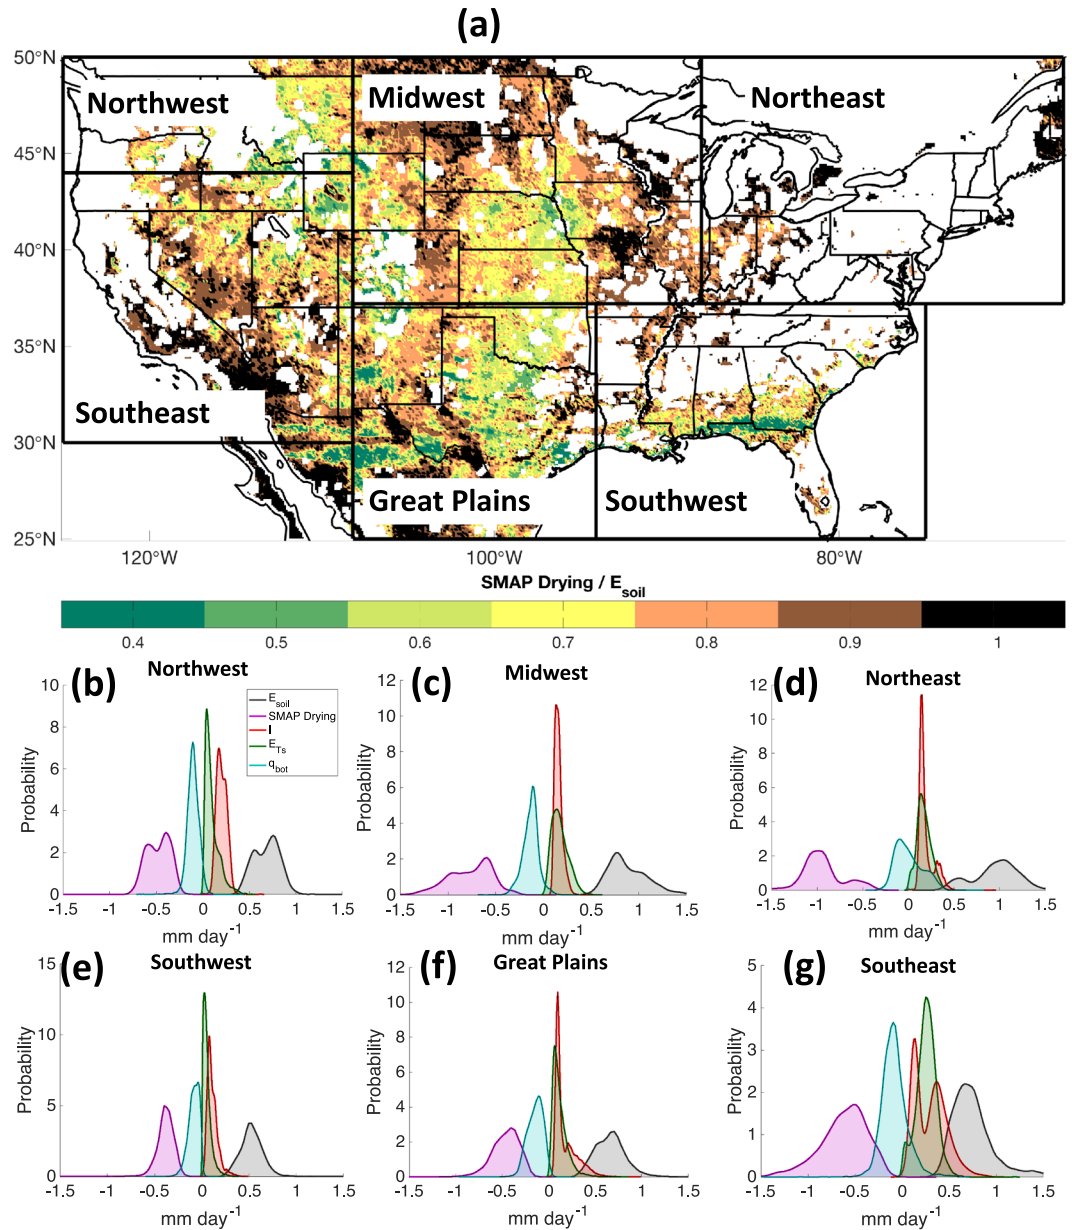 (a)
50°N
45°N
40°N
35°N
30°N
25°N
Northwest
Midwest
Northeast
Southeast
Great Plains
Southwest
120°W
100°W
80°W
SMAP Drying / E_soil
0.4
0.5
0.6
0.7
0.8
0.9
1
(b)
Northwest
Probability
10
8
6
4
2
0
-1.5
-1
-0.5
0
0.5
1
1.5
mm day^-1
E_soil
SMAP Drying
I
E_Ts
q_bot
(c)
Midwest
Probability
12
10
8
6
4
2
0
-1.5
-1
-0.5
0
0.5
1
1.5
mm day^-1
(d)
Northeast
Probability
12
10
8
6
4
2
0
-1.5
-1
-0.5
0
0.5
1
1.5
mm day^-1
(e)
Southwest
Probability
15
10
5
0
-1.5
-1
-0.5
0
0.5
1
1.5
mm day^-1
(f)
Great Plains
Probability
12
10
8
6
4
2
0
-1.5
-1
-0.5
0
0.5
1
1.5
mm day^-1
(g)
Southeast
Probability
5
4
3
2
1
0
-1.5
-1
-0.5
0
0.5
1
1.5
mm day^-1